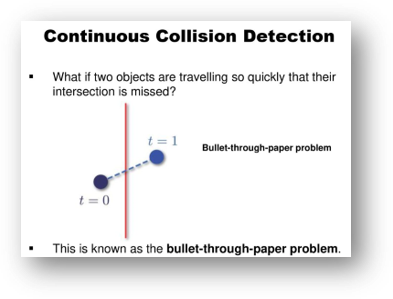 Continuous Collision Detection
▪ What if two objects are travelling so quickly that their
intersection is missed?
t = 1
Bullet-through-paper problem
t = 0
▪ This is known as the bullet-through-paper problem.